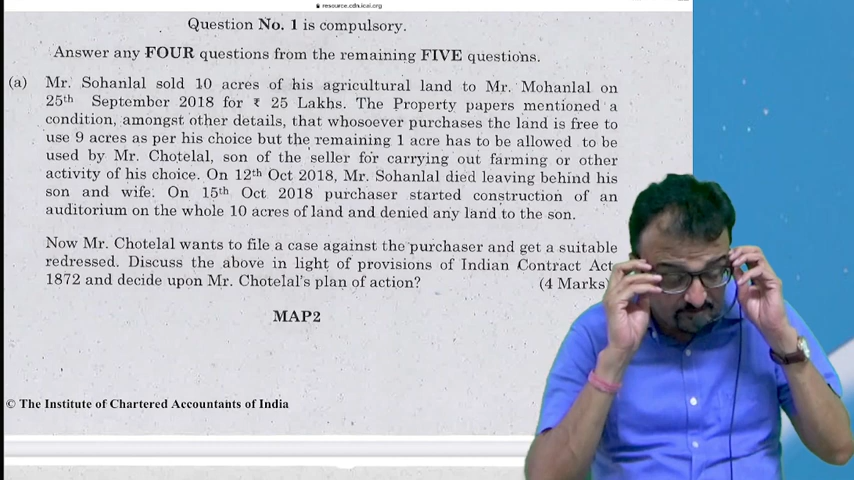 resource.cdn.icai.org
Question No. 1 is compulsory.
Answer any FOUR questions from the remaining FIVE questions.
(a) Mr. Sohanlal sold 10 acres of his agricultural land to Mr. Mohanlal on
25th September 2018 for ₹ 25 Lakhs. The Property papers mentioned a
condition, amongst other details, that whosoever purchases the land is free to
use 9 acres as per his choice but the remaining 1 acre has to be allowed to be
used by Mr. Chotelal, son of the seller for carrying out farming or other
activity of his choice. On 12th Oct 2018, Mr. Sohanlal died leaving behind his
son and wife. On 15th Oct 2018 purchaser started construction of an
auditorium on the whole 10 acres of land and denied any land to the son.
Now Mr. Chotelal wants to file a case against the purchaser and get a suitable
redressed. Discuss the above in light of provisions of Indian Contract Act
1872 and decide upon Mr. Chotelal's plan of action? (4 Marks)
MAP2
© The Institute of Chartered Accountants of India